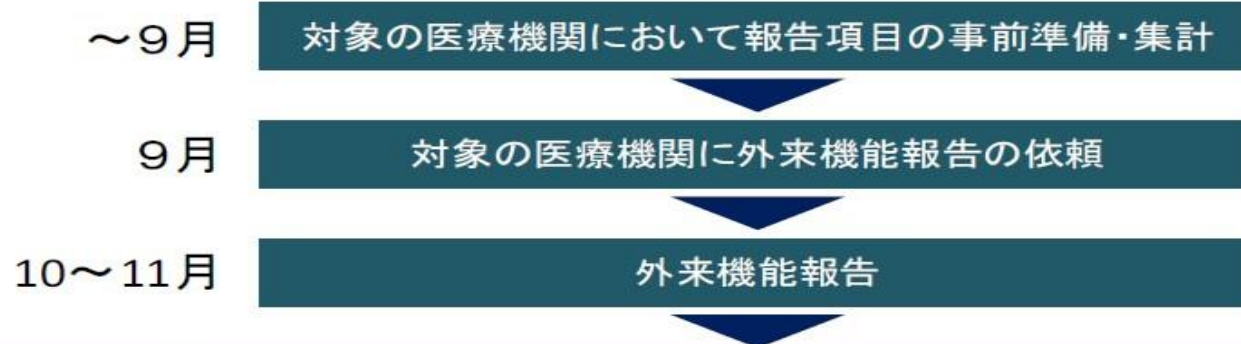 ～９月
対象の医療機関において報告項目の事前準備・集計
９月
対象の医療機関に外来機能報告の依頼
10～11月
外来機能報告